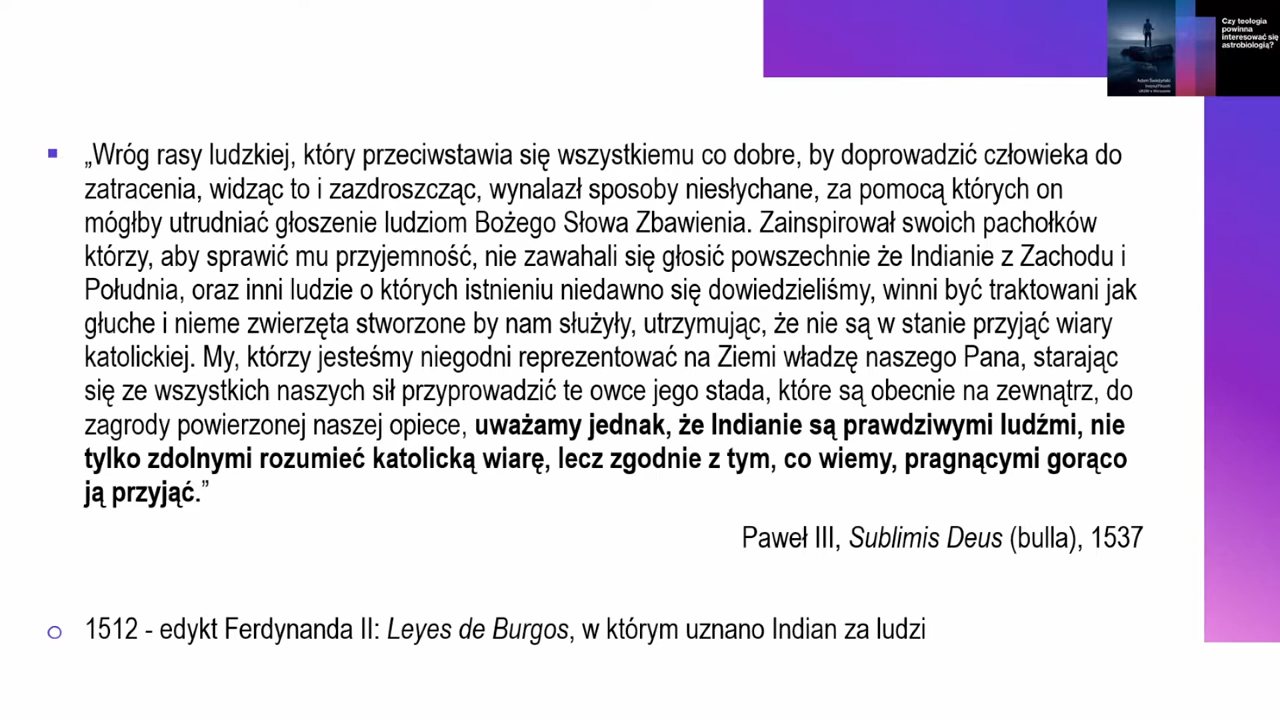 Czy teologia
powinna
interesować się
astrobiologią?
Adam Świeżyński
Instytut Filozofii
UKSW w Warszawie
„Wróg rasy ludzkiej, który przeciwstawia się wszystkiemu co dobre, by doprowadzić człowieka do
zatracenia, widząc to i zazdroszcząc, wynalazł sposoby niesłychane, za pomocą których on
mógłby utrudniać głoszenie ludziom Bożego Słowa Zbawienia. Zainspirował swoich pachołków
którzy, aby sprawić mu przyjemność, nie zawahali się głosić powszechnie że Indianie z Zachodu i
Południa, oraz inni ludzie o których istnieniu niedawno się dowiedzieliśmy, winni być traktowani jak
głuche i nieme zwierzęta stworzone by nam służyły, utrzymując, że nie są w stanie przyjąć wiary
katolickiej. My, którzy jesteśmy niegodni reprezentować na Ziemi władzę naszego Pana, starając
się ze wszystkich naszych sił przyprowadzić te owce jego stada, które są obecnie na zewnątrz, do
zagrody powierzonej naszej opiece, uważamy jednak, że Indianie są prawdziwymi ludźmi, nie
tylko zdolnymi rozumieć katolicką wiarę, lecz zgodnie z tym, co wiemy, pragnącymi gorąco
ją przyjąć.”
Paweł III, Sublimis Deus (bulla), 1537
1512 - edykt Ferdynanda II: Leyes de Burgos, w którym uznano Indian za ludzi